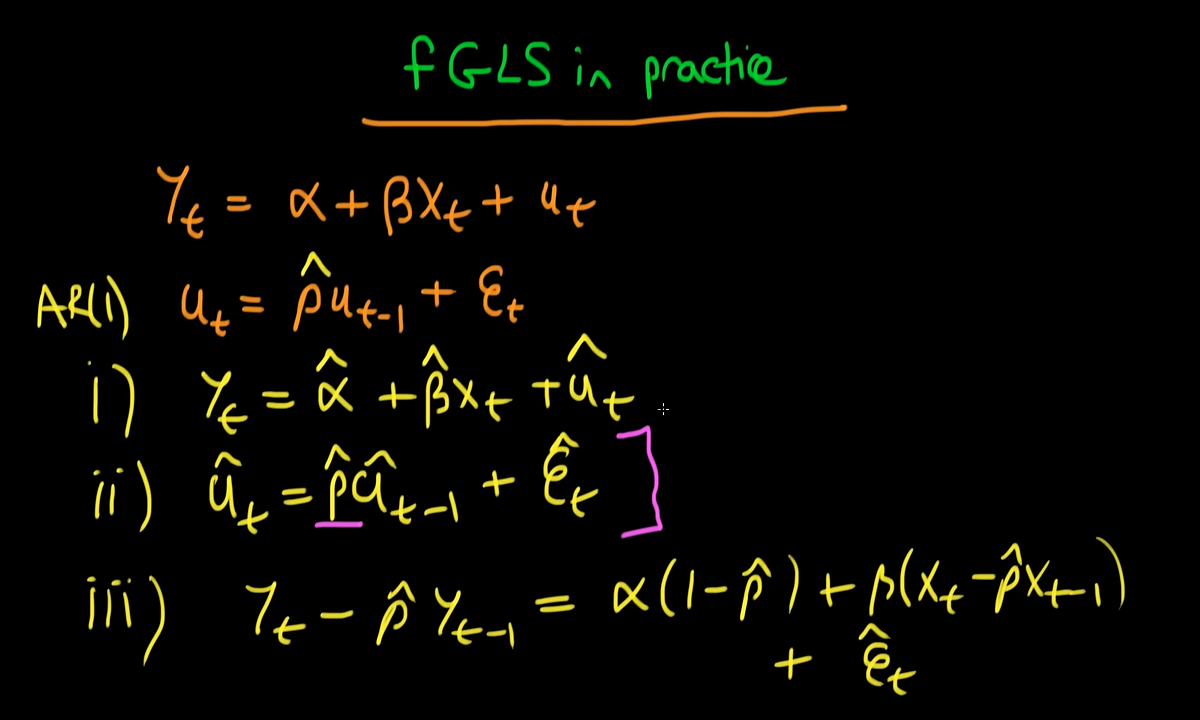 fGLS in practice
Yₜ = α + βXₜ + uₜ
AR(1) uₜ = ρ̂uₜ₋₁ + εₜ
i) Yₜ = α̂ + β̂xₜ + ûₜ
ii) ûₜ = ρ̂ûₜ₋₁ + ε̂ₜ
iii) Yₜ - ρ̂Yₜ₋₁ = α(1-ρ̂) + β(xₜ-ρ̂xₜ₋₁)
+ ε̂ₜ